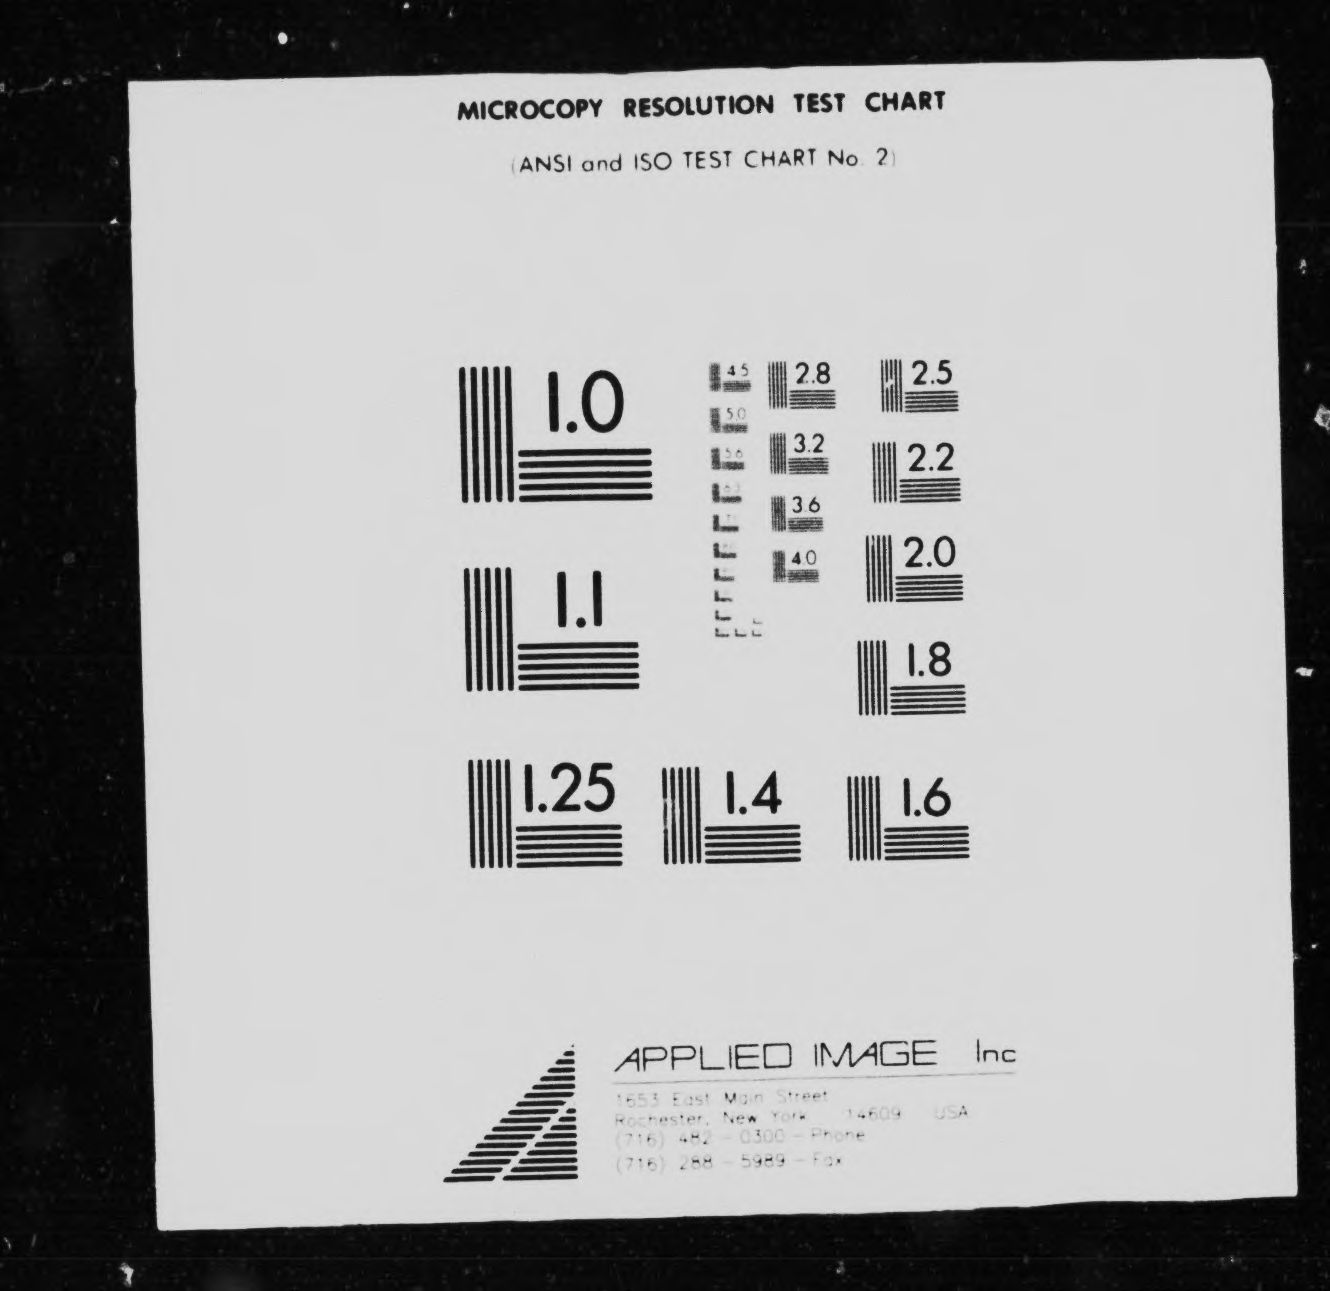 MICROCOPY RESOLUTION TEST CHART
(ANSI and ISO TEST CHART No. 2)
1.0
1.1
1.25
1.4
1.6
1.8
2.0
2.2
2.5
2.8
3.2
3.6
4.0
4.5
5.0
5.6
APPLIED IMAGE Inc
1653 East Main Street
Rochester, New York 14609 USA
(716) 482 - 0300 - Phone
(716) 288 - 5989 - Fax